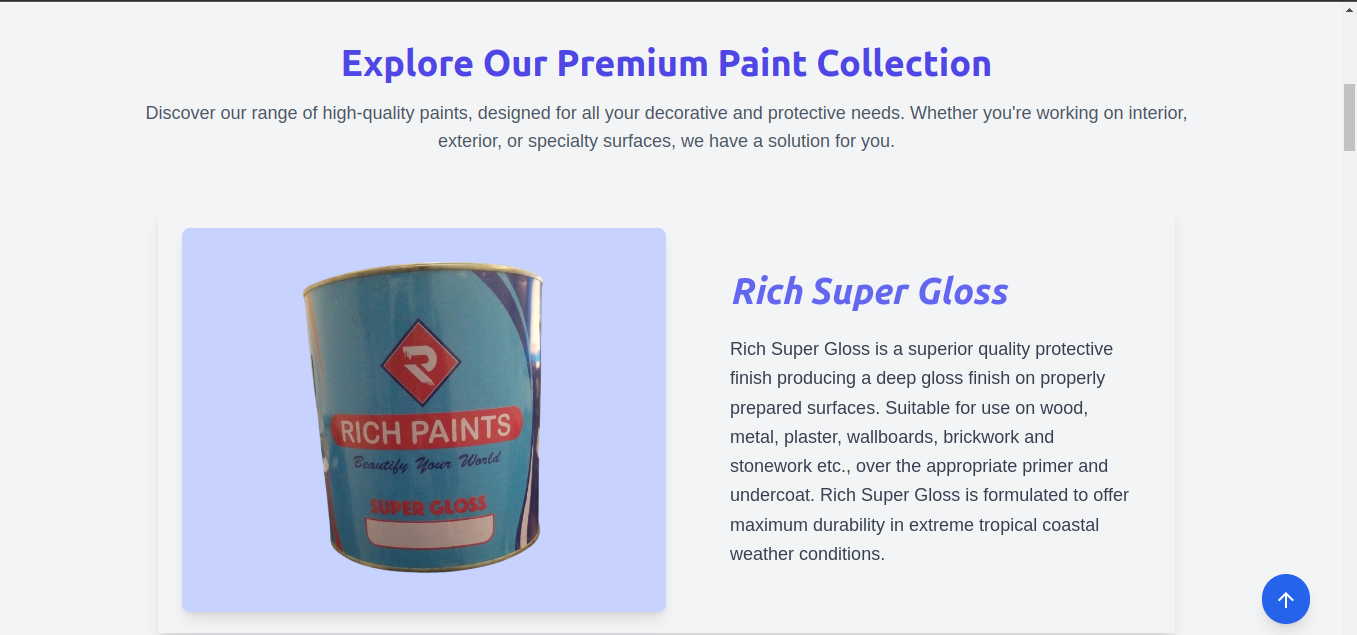 Explore Our Premium Paint Collection
Discover our range of high-quality paints, designed for all your decorative and protective needs. Whether you're working on interior,
exterior, or specialty surfaces, we have a solution for you.
R
RICH PAINTS
Beautify Your World
SUPER GLOSS
Rich Super Gloss
Rich Super Gloss is a superior quality protective
finish producing a deep gloss finish on properly
prepared surfaces. Suitable for use on wood,
metal, plaster, wallboards, brickwork and
stonework etc., over the appropriate primer and
undercoat. Rich Super Gloss is formulated to offer
maximum durability in extreme tropical coastal
weather conditions.